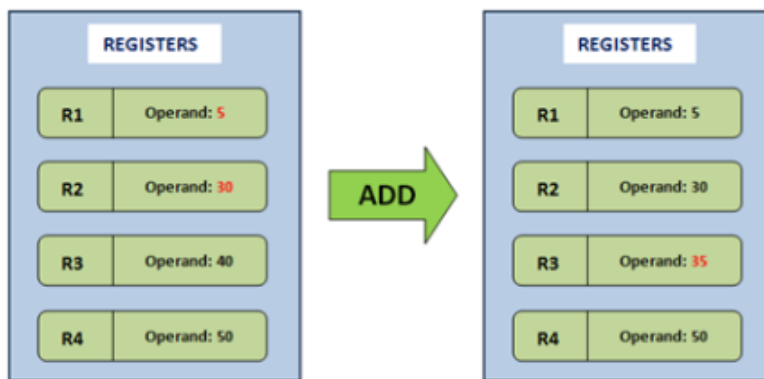 REGISTERS
R1 Operand: 5
R2 Operand: 30
R3 Operand: 40
R4 Operand: 50
ADD
REGISTERS
R1 Operand: 5
R2 Operand: 30
R3 Operand: 35
R4 Operand: 50